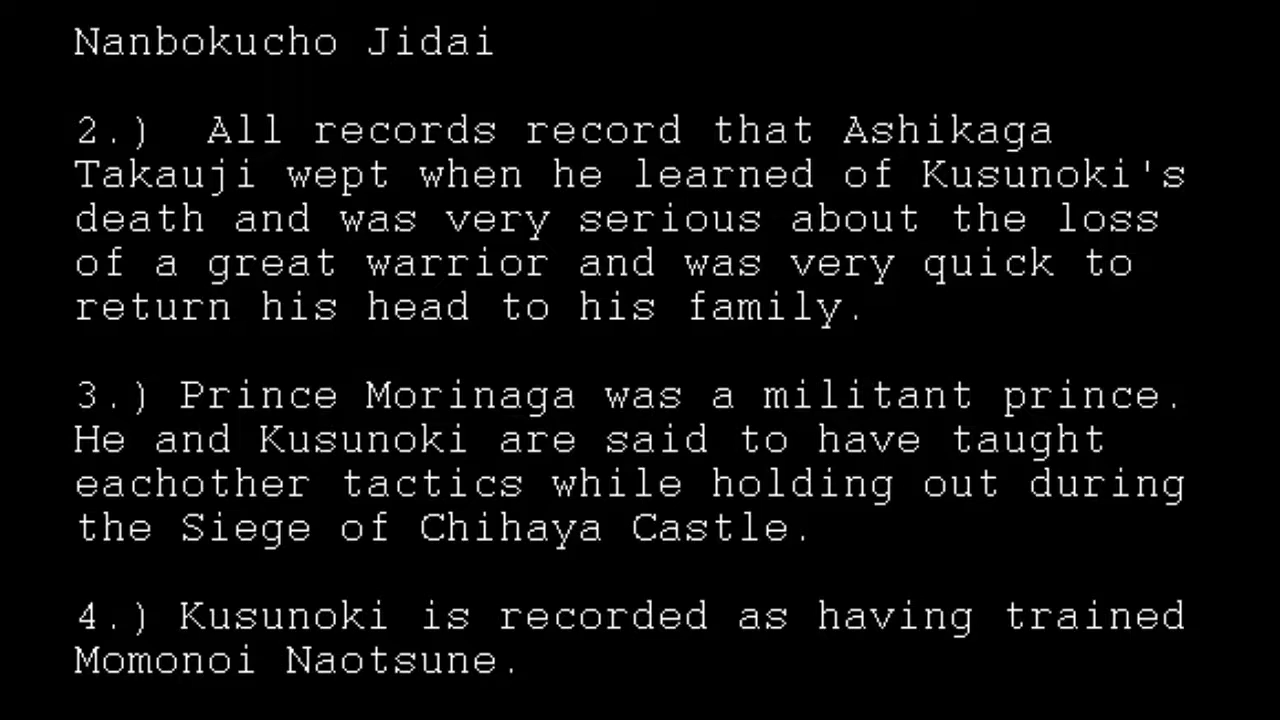 Nanbokucho Jidai
2.)  All records record that Ashikaga
Takauji wept when he learned of Kusunoki's
death and was very serious about the loss
of a great warrior and was very quick to
return his head to his family.
3.) Prince Morinaga was a militant prince.
He and Kusunoki are said to have taught
eachother tactics while holding out during
the Siege of Chihaya Castle.
4.) Kusunoki is recorded as having trained
Momonoi Naotsune.